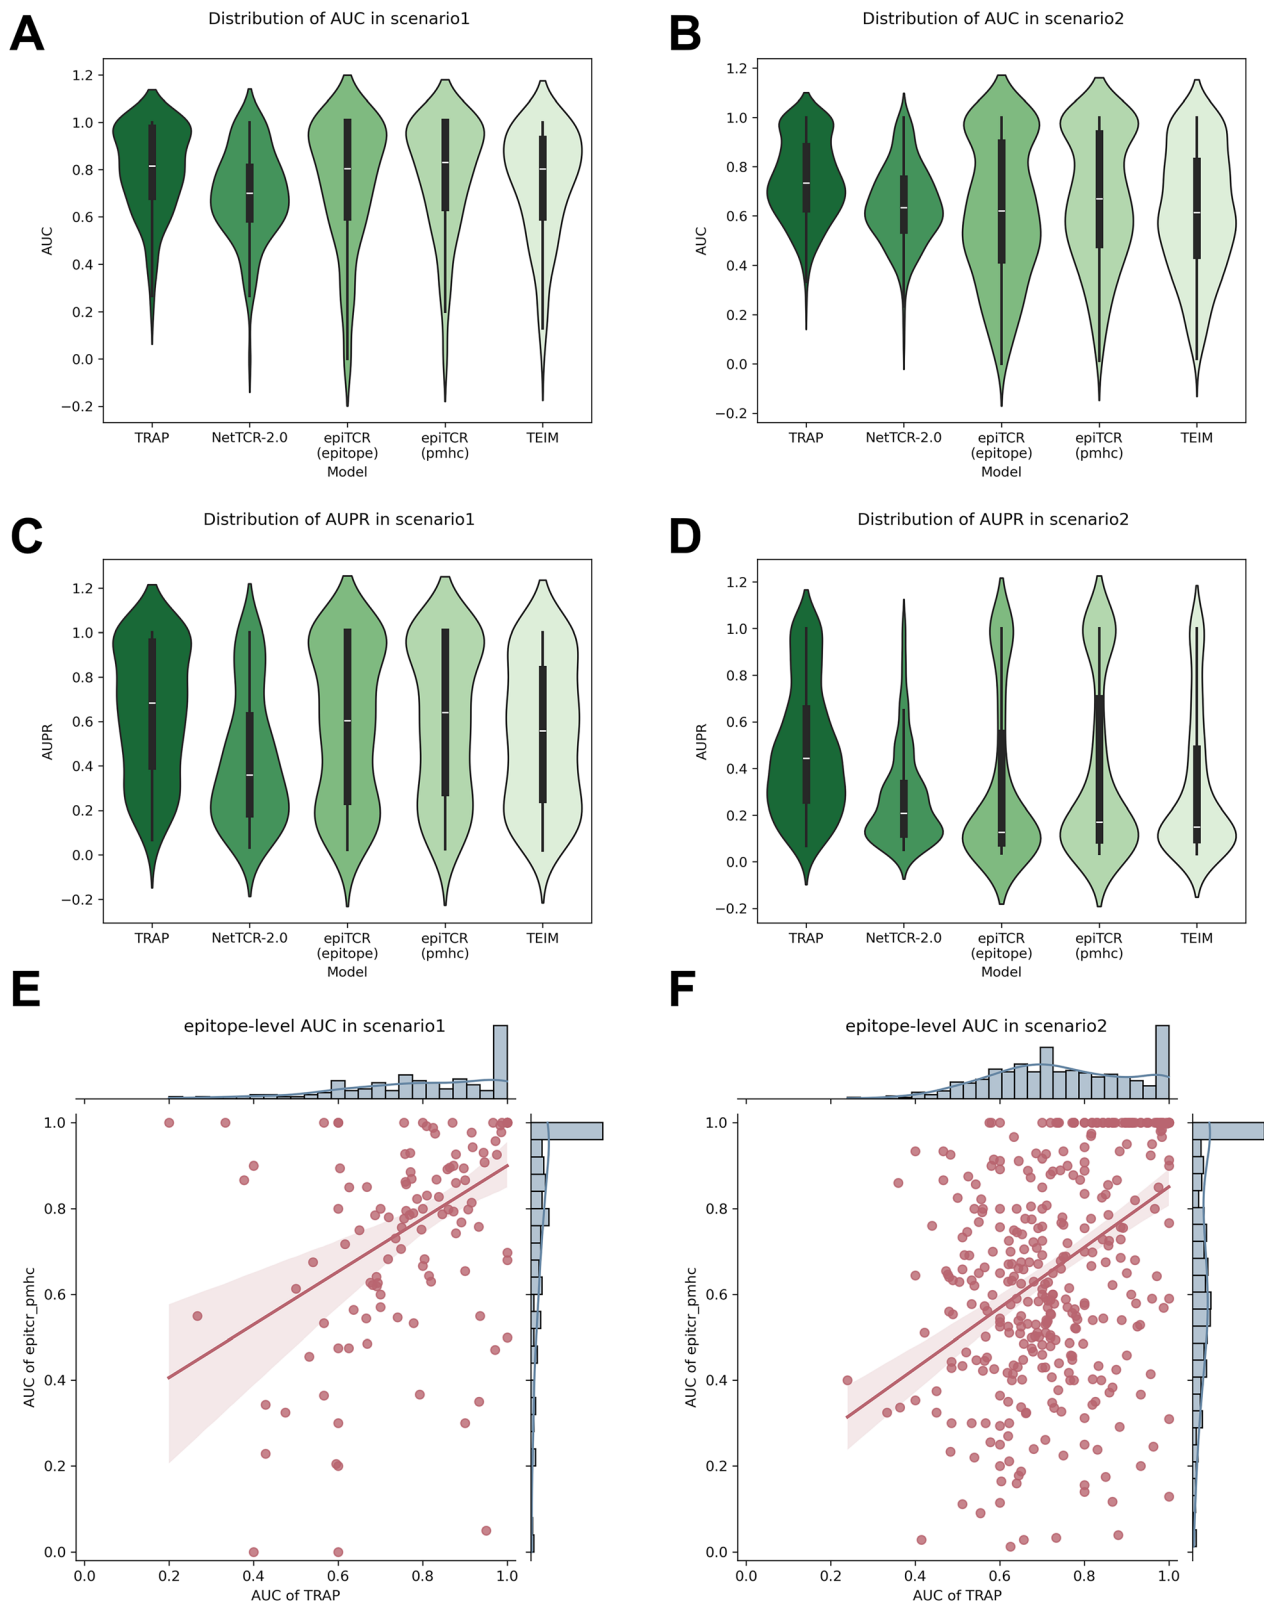 A
Distribution of AUC in scenario1
1.2
1.0
0.8
0.6
0.4
0.2
0.0
−0.2
AUC
TRAP NetTCR-2.0 epiTCR epiTCR TEIM
(epitope) (pmhc)
Model
B
Distribution of AUC in scenario2
1.2
1.0
0.8
0.6
0.4
0.2
0.0
−0.2
AUC
TRAP NetTCR-2.0 epiTCR epiTCR TEIM
(epitope) (pmhc)
Model
C
Distribution of AUPR in scenario1
1.2
1.0
0.8
0.6
0.4
0.2
0.0
−0.2
AUPR
TRAP NetTCR-2.0 epiTCR epiTCR TEIM
(epitope) (pmhc)
Model
D
Distribution of AUPR in scenario2
1.2
1.0
0.8
0.6
0.4
0.2
0.0
−0.2
AUPR
TRAP NetTCR-2.0 epiTCR epiTCR TEIM
(epitope) (pmhc)
Model
E
epitope-level AUC in scenario1
1.0
0.8
0.6
0.4
0.2
0.0
AUC of epitcr_pmhc
0.0 0.2 0.4 0.6 0.8 1.0
AUC of TRAP
F
epitope-level AUC in scenario2
1.0
0.8
0.6
0.4
0.2
0.0
AUC of epitcr_pmhc
0.0 0.2 0.4 0.6 0.8 1.0
AUC of TRAP